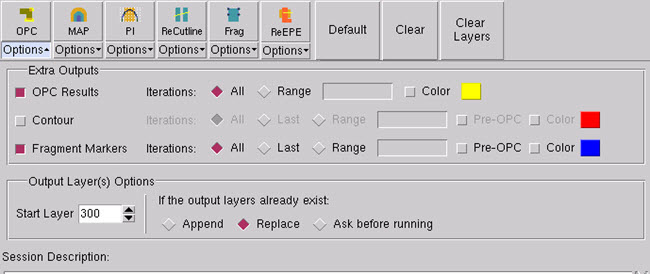 OPC MAP PI ReCutline Frag ReEPE Default Clear Clear Layers
Options Options Options Options Options Options
Extra Outputs
OPC Results Iterations: All Range Color
Contour Iterations: All Last Range Pre-OPC Color
Fragment Markers Iterations: All Last Range Pre-OPC Color
Output Layer(s) Options
If the output layers already exist:
Start Layer 300
Append Replace Ask before running
Session Description: